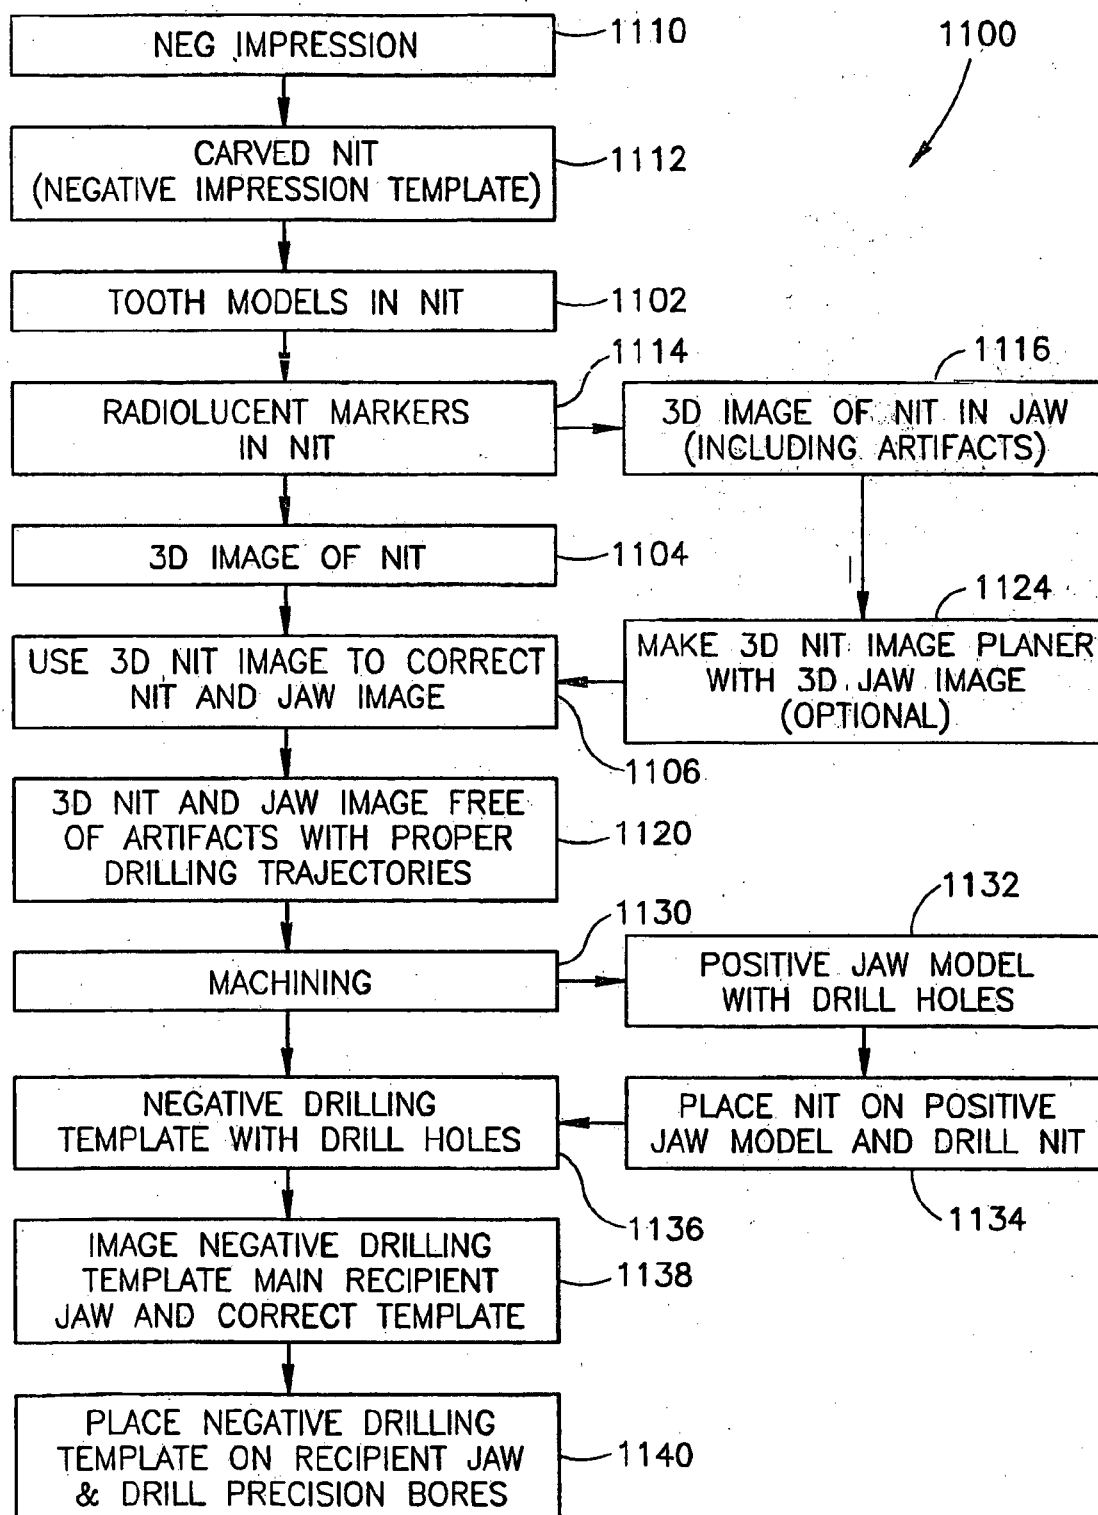 NEG IMPRESSION
1110
1100
CARVED NIT
(NEGATIVE IMPRESSION TEMPLATE)
1112
TOOTH MODELS IN NIT
1102
RADIOLUCENT MARKERS
IN NIT
1114
3D IMAGE OF NIT IN JAW
(INCLUDING ARTIFACTS)
1116
3D IMAGE OF NIT
1104
MAKE 3D NIT IMAGE PLANER
WITH 3D JAW IMAGE
(OPTIONAL)
1124
USE 3D NIT IMAGE TO CORRECT
NIT AND JAW IMAGE
1106
3D NIT AND JAW IMAGE FREE
OF ARTIFACTS WITH PROPER
DRILLING TRAJECTORIES
1120
MACHINING
1130
POSITIVE JAW MODEL
WITH DRILL HOLES
1132
PLACE NIT ON POSITIVE
JAW MODEL AND DRILL NIT
1134
NEGATIVE DRILLING
TEMPLATE WITH DRILL HOLES
1136
IMAGE NEGATIVE DRILLING
TEMPLATE MAIN RECIPIENT
JAW AND CORRECT TEMPLATE
1138
PLACE NEGATIVE DRILLING
TEMPLATE ON RECIPIENT JAW
& DRILL PRECISION BORES
1140